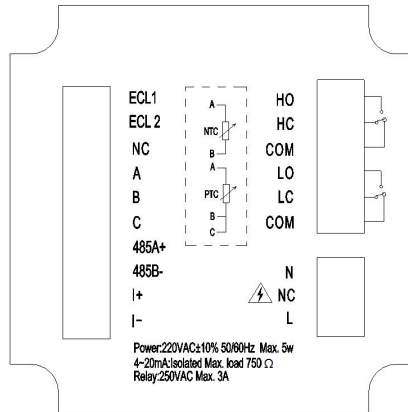 ECL1
ECL 2
NC
A
B
C
485A+
485B-
I+
I-
A
NTC
B
A
PTC
B
C
HO
HC
COM
LO
LC
COM
N
NC
L
Power:220VAC±10% 50/60Hz Max. 5w
4~20mA:Isolated Max. load 750 Ω
Relay:250VAC Max. 3A